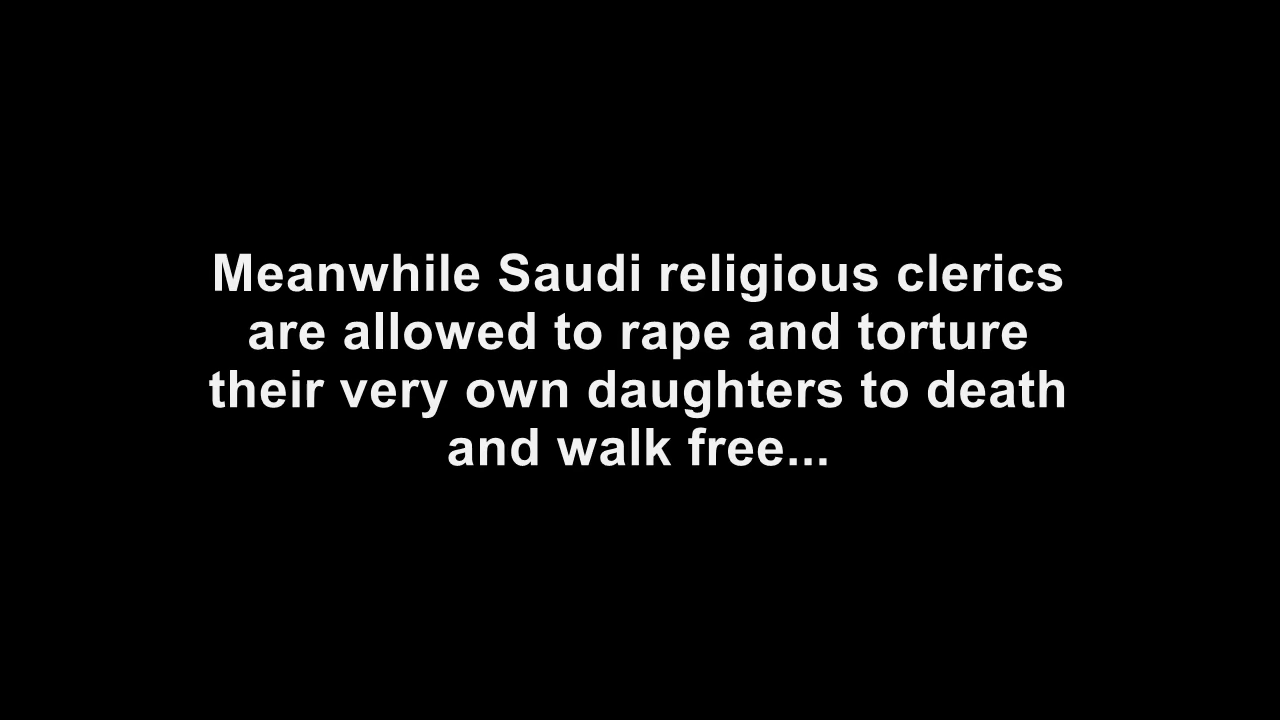 Meanwhile Saudi religious clerics
are allowed to rape and torture
their very own daughters to death
and walk free...